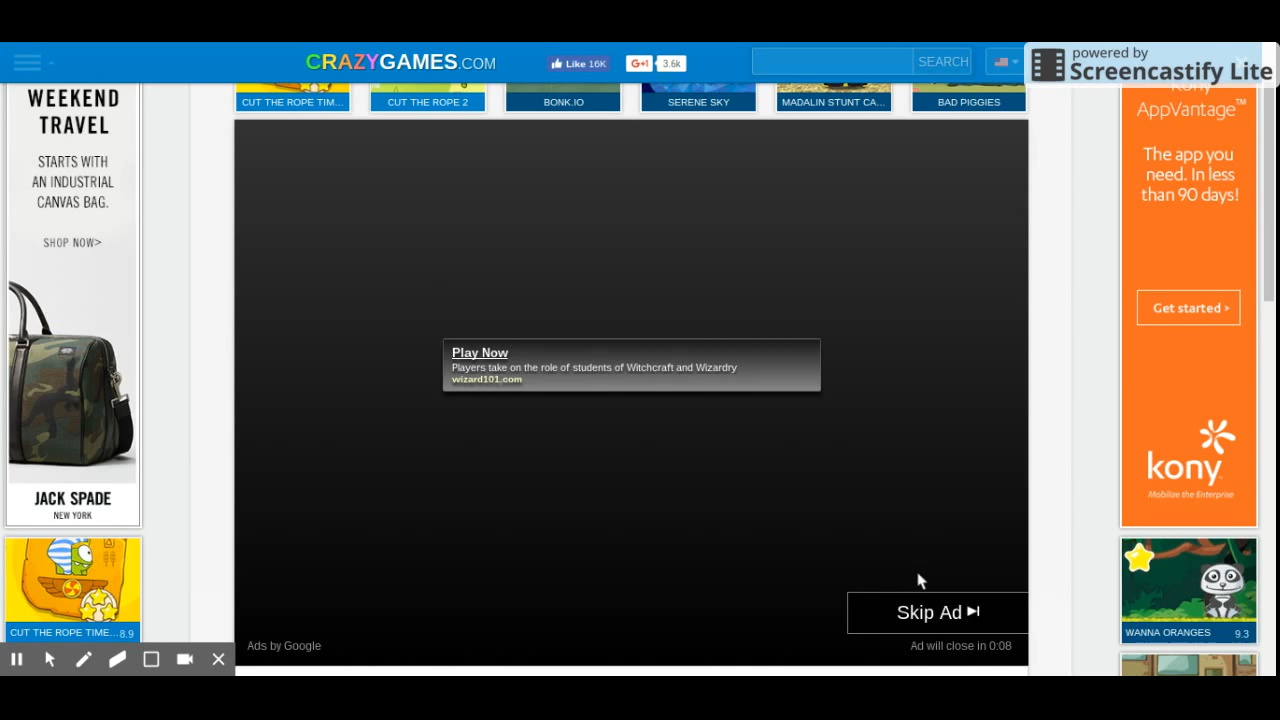 CRAZYGAMES.COM
Like 16K
G+1
3.6k
SEARCH
powered by
Screencastify Lite
CUT THE ROPE TIM...
CUT THE ROPE 2
BONK.IO
SERENE SKY
MADALIN STUNT CA...
BAD PIGGIES
WEEKEND
TRAVEL
STARTS WITH
AN INDUSTRIAL
CANVAS BAG.
SHOP NOW>
JACK SPADE
NEW YORK
CUT THE ROPE TIME...8.9
Play Now
Players take on the role of students of Witchcraft and Wizardry
wizard101.com
Skip Ad
Ads by Google
Ad will close in 0:08
kony
AppVantage™
The app you
need. In less
than 90 days!
Get started >
kony
Mobilize the Enterprise
WANNA ORANGES 9.3